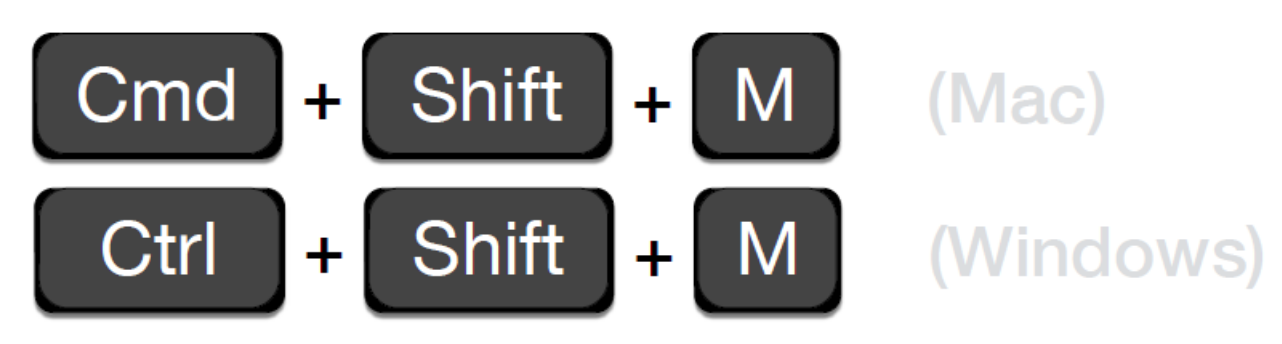 Cmd + Shift + M (Mac)
Ctrl + Shift + M (Windows)